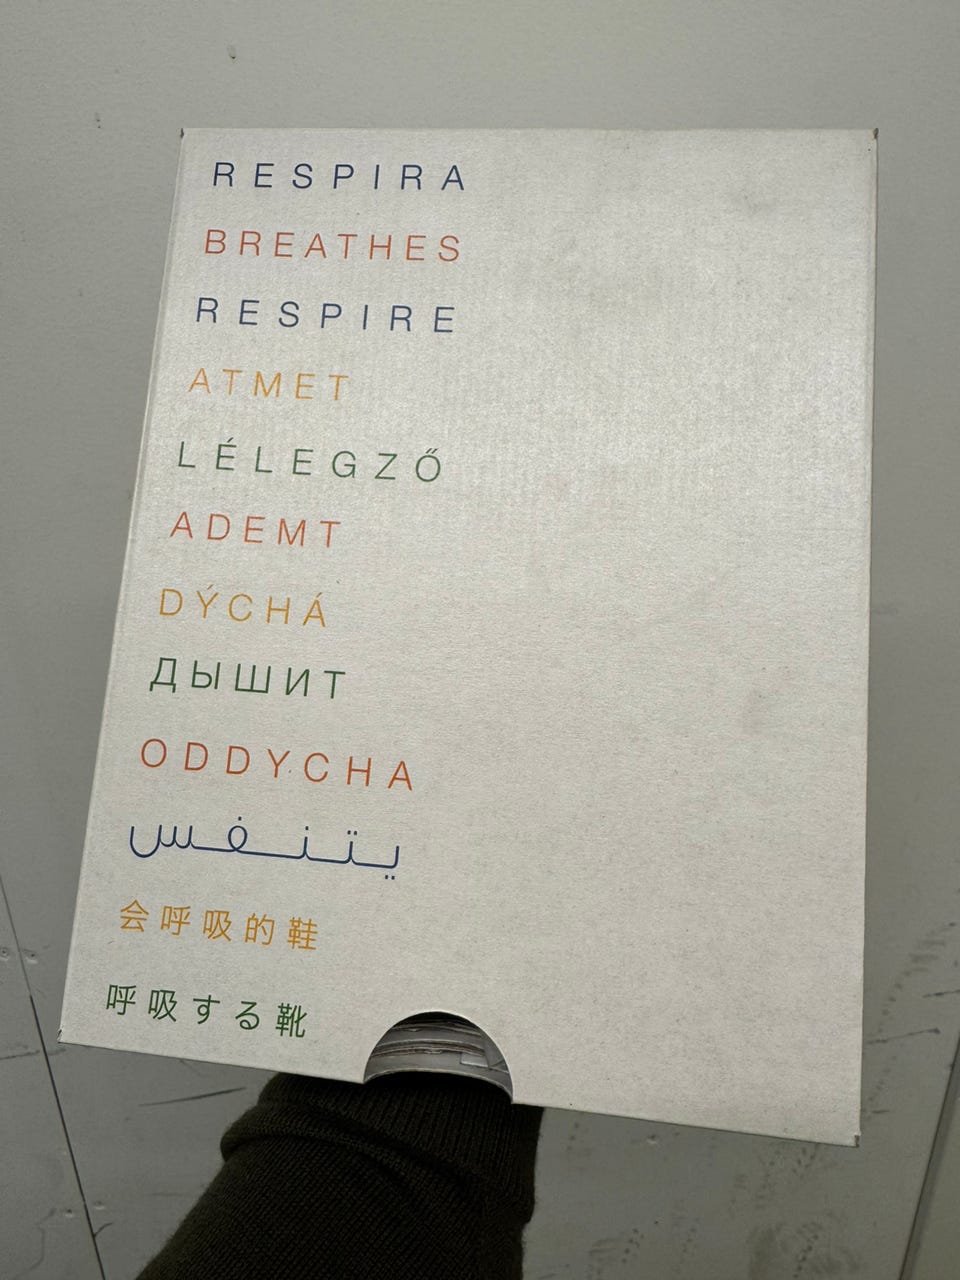 RESPIRA
BREATHES
RESPIRE
ATMET
LÉLEGZŐ
ADEMT
DÝCHÁ
ДЫШИТ
ODDYCHA
يتنفس
会呼吸的鞋
呼吸する靴